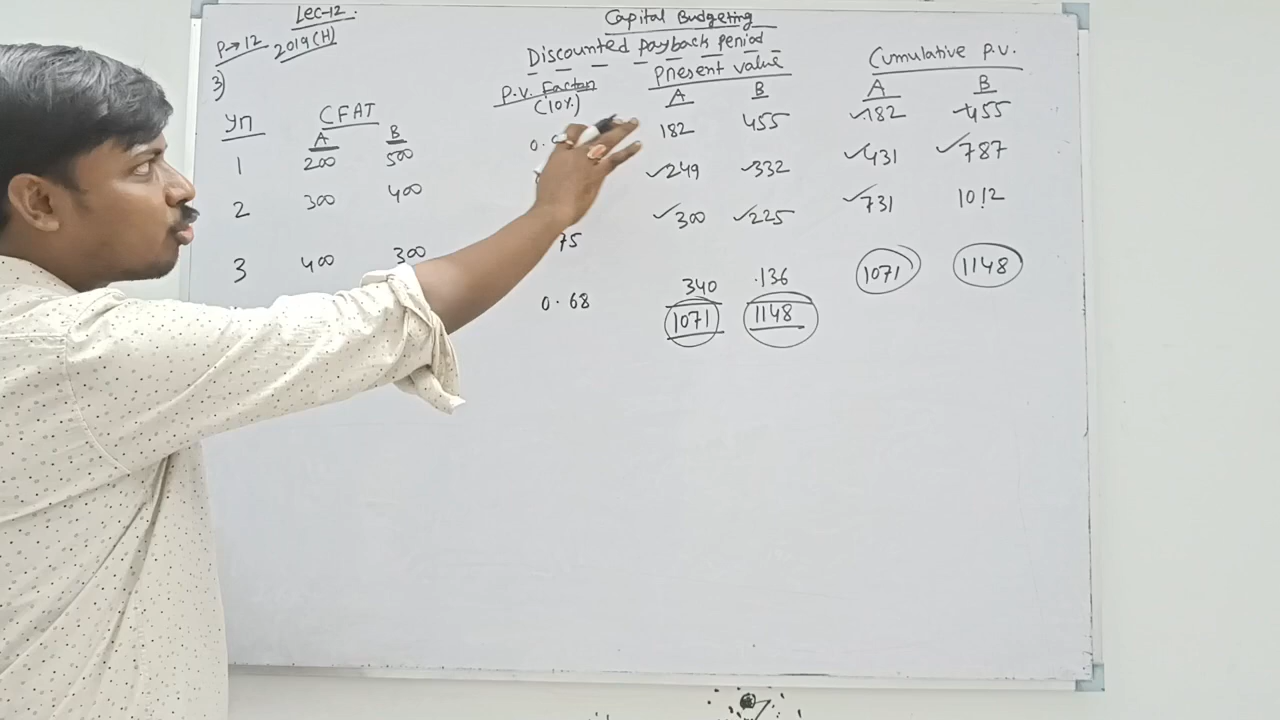 Lec-12.
Capital Budgeting
P→12 2019(H)
Discounted payback period
3)
P.V. Factor (10%)
Present value
Cumulative P.V.
Yr CFAT A B A B
A B
1 200 500 0. 182 455 182 455
2 300 400 249 332 431 787
3 400 300 75 300 225 731 1012
0.68 340 136 1071 1148
1071 1148